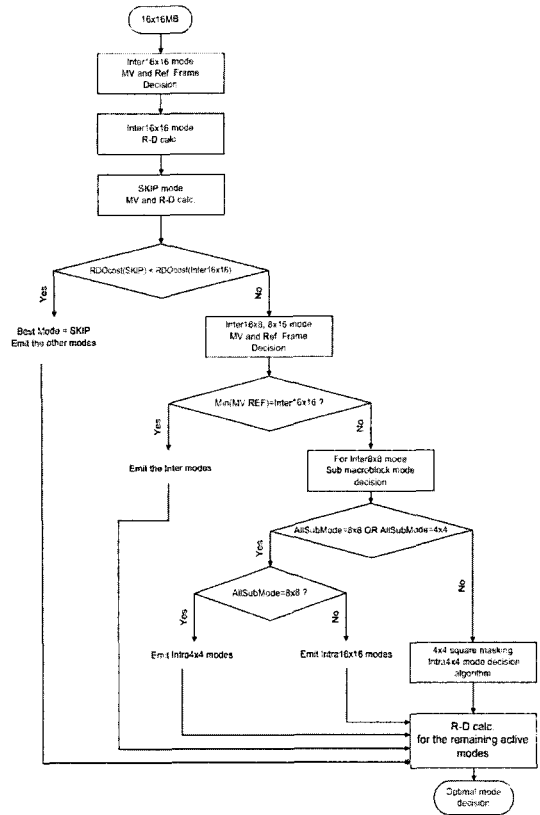 16x16MB
Inter16x16 mode
MV and Ref. Frame
Decision
Inter16x16 mode
R-D calc
SKIP mode
MV and R-D calc.
RDOcost(SKIP) < RDOcost(Inter16x16)
Yes
No
Best Mode = SKIP
Emit the other modes
Inter16x8, 8x16 mode
MV and Ref. Frame
Decision
Min(MV REF)=Inter16x16 ?
Yes
No
Emit the Inter modes
For Inter8x8 mode
Sub macroblock mode
decision
AllSubMode=8x8 OR AllSubMode=4x4
Yes
No
AllSubMode=8x8 ?
Yes
No
Emit Intra4x4 modes
Emit Intra16x16 modes
4x4 square masking
Intra4x4 mode decision
algorithm
R-D calc.
for the remaining active
modes
Optimal mode
decision